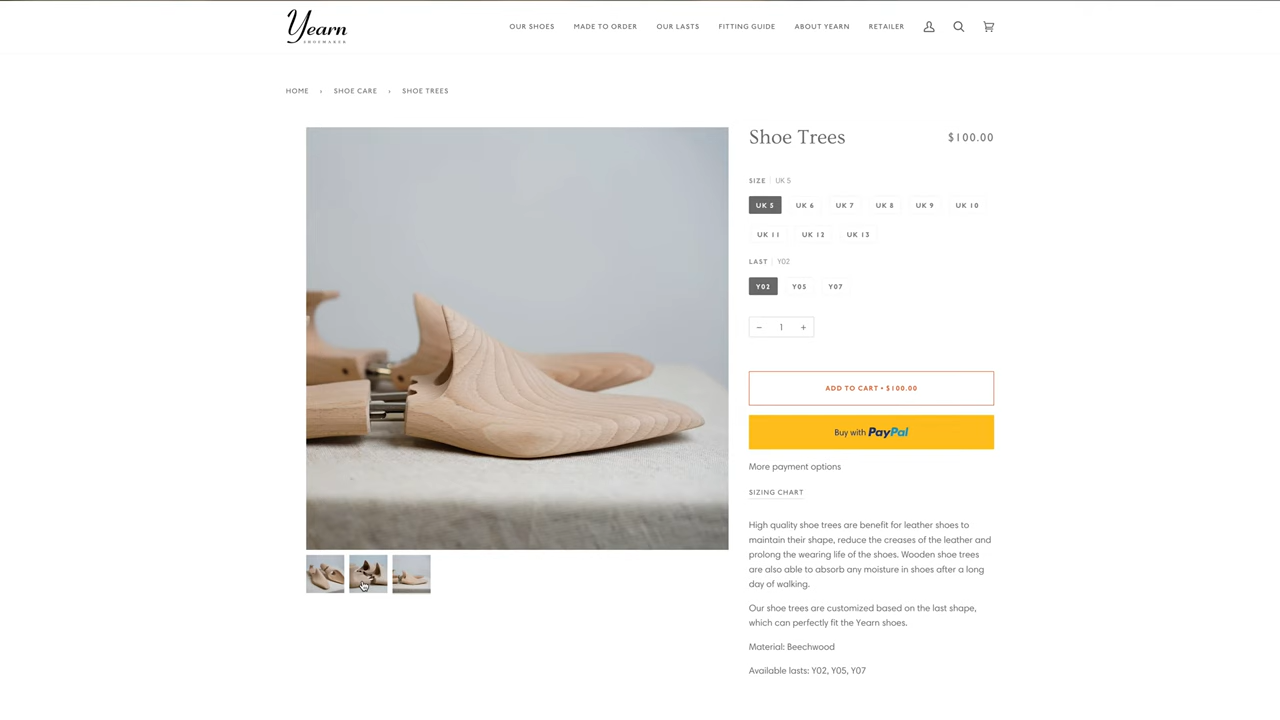 Yearn
SHOEMAKER
OUR SHOES MADE TO ORDER OUR LASTS FITTING GUIDE ABOUT YEARN RETAILER
HOME › SHOE CARE › SHOE TREES
Shoe Trees $100.00
SIZE | UK 5
UK 5 UK 6 UK 7 UK 8 UK 9 UK 10
UK 11 UK 12 UK 13
LAST | Y02
Y02 Y05 Y07
− 1 +
ADD TO CART • $100.00
Buy with PayPal
More payment options
SIZING CHART
High quality shoe trees are benefit for leather shoes to
maintain their shape, reduce the creases of the leather and
prolong the wearing life of the shoes. Wooden shoe trees
are also able to absorb any moisture in shoes after a long
day of walking.
Our shoe trees are customized based on the last shape,
which can perfectly fit the Yearn shoes.
Material: Beechwood
Available lasts: Y02, Y05, Y07